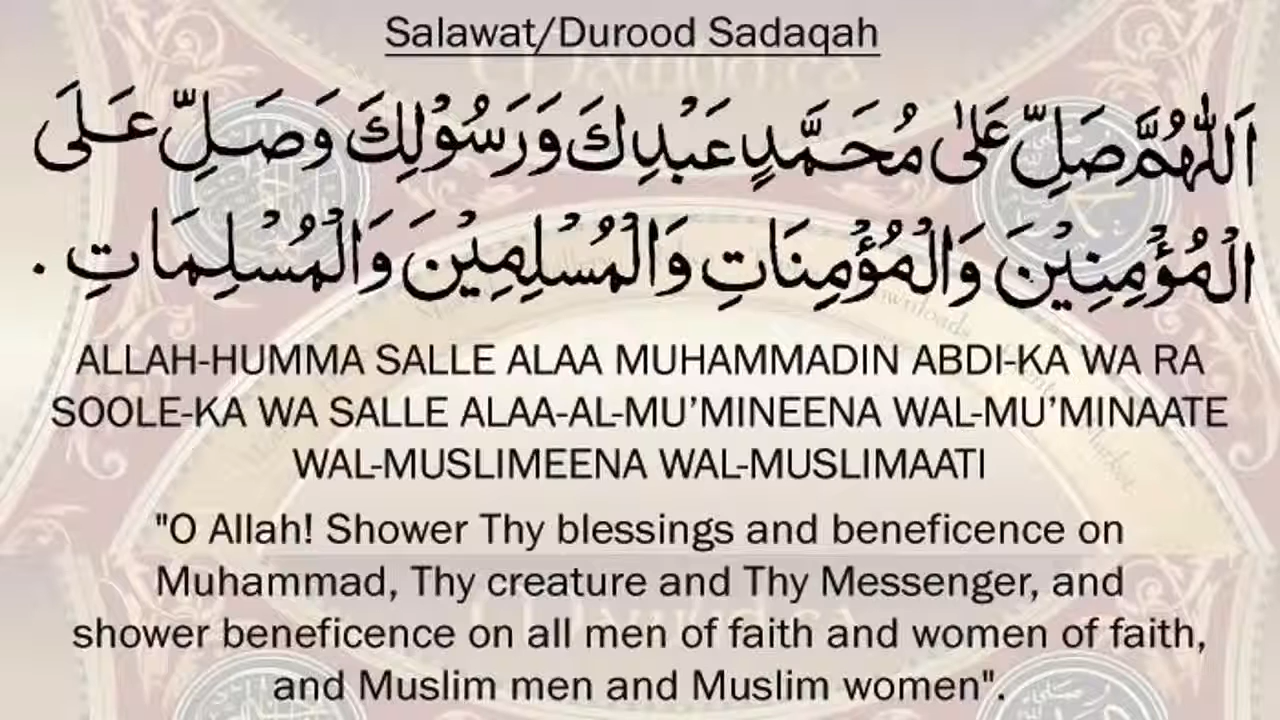 Salawat/Durood Sadaqah
اَللّٰهُمَّ صَلِّ عَلٰى مُحَمَّدٍ عَبْدِكَ وَرَسُوْلِكَ وَصَلِّ عَلَى
الْمُؤْمِنِيْنَ وَالْمُؤْمِنَاتِ وَالْمُسْلِمِيْنَ وَالْمُسْلِمَاتِ .
ALLAH-HUMMA SALLE ALAA MUHAMMADIN ABDI-KA WA RA
SOOLE-KA WA SALLE ALAA-AL-MU’MINEENA WAL-MU’MINAATE
WAL-MUSLIMEENA WAL-MUSLIMAATI
"O Allah! Shower Thy blessings and beneficence on
Muhammad, Thy creature and Thy Messenger, and
shower beneficence on all men of faith and women of faith,
and Muslim men and Muslim women".